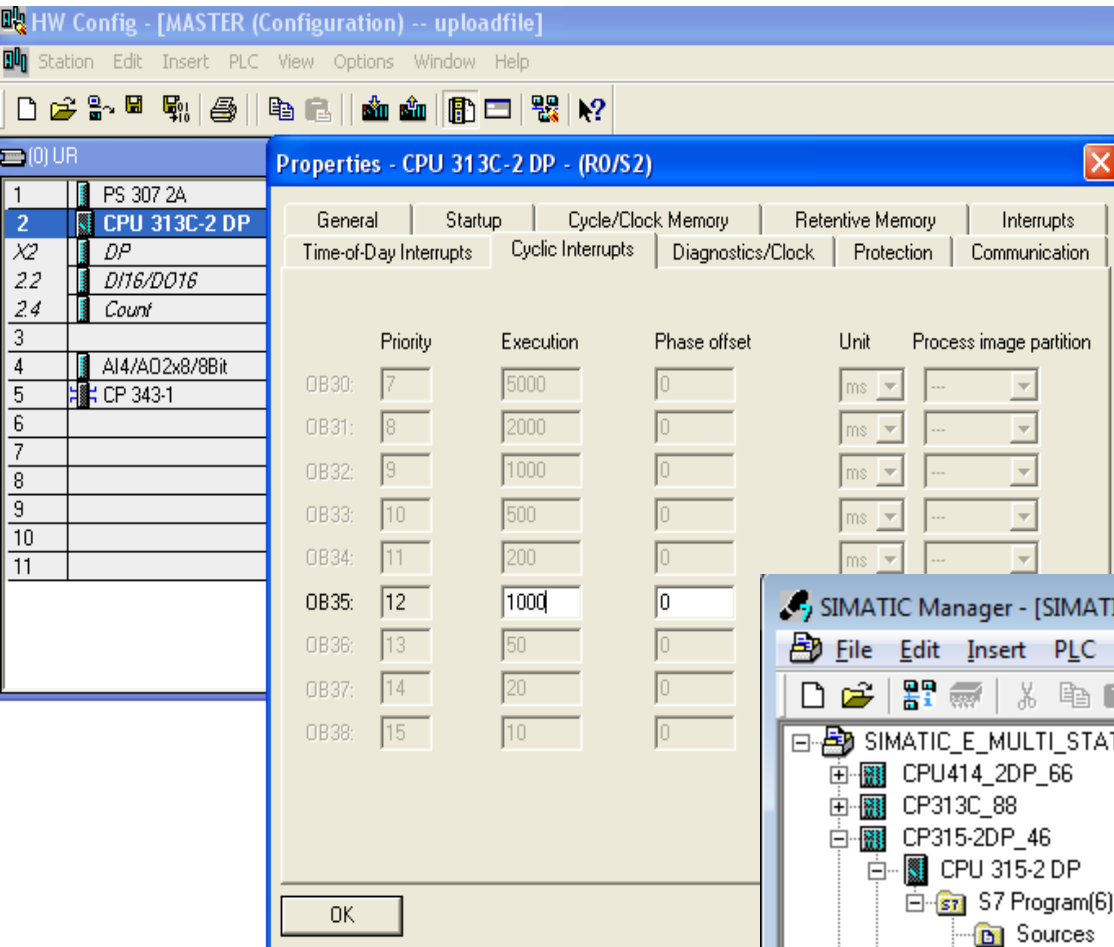 HW Config - [MASTER (Configuration) -- uploadfile]
Station Edit Insert PLC View Options Window Help
(0) UR
1 PS 307 2A
2 CPU 313C-2 DP
X2 DP
2.2 DI16/DO16
2.4 Count
3
4 AI4/AO2x8/8Bit
5 CP 343-1
6
7
8
9
10
11
Properties - CPU 313C-2 DP - (R0/S2)
General Startup Cycle/Clock Memory Retentive Memory Interrupts
Time-of-Day Interrupts Cyclic Interrupts Diagnostics/Clock Protection Communication
Priority Execution Phase offset Unit Process image partition
OB30: 7 5000 0 ms ---
OB31: 8 2000 0 ms ---
OB32: 9 1000 0 ms ---
OB33: 10 500 0 ms ---
OB34: 11 200 0 ms ---
OB35: 12 1000 0
OB36: 13 50 0
OB37: 14 20 0
OB38: 15 10 0
OK
SIMATIC Manager - [SIMATI
File Edit Insert PLC
SIMATIC_E_MULTI_STAT
CPU414_2DP_66
CP313C_88
CP315-2DP_46
CPU 315-2 DP
S7 Program(6)
Sources